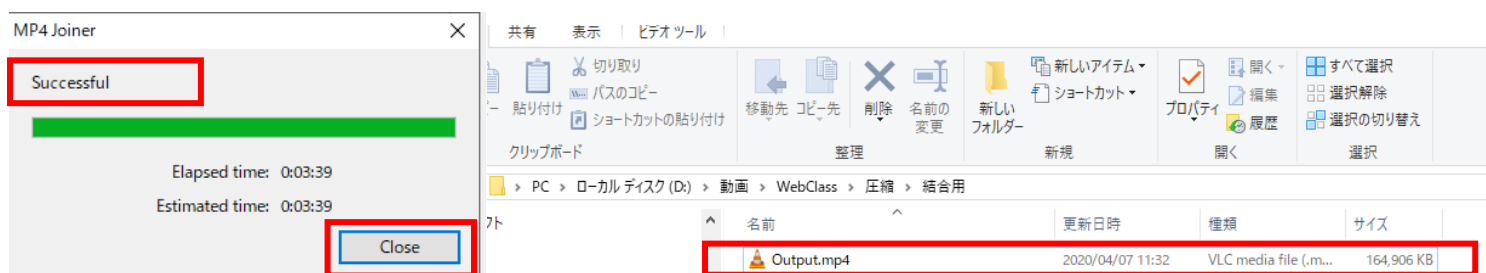 MP4 Joiner
Successful
Elapsed time: 0:03:39
Estimated time: 0:03:39
Close
共有 表示 ビデオ ツール
貼り付け
切り取り
パスのコピー
ショートカットの貼り付け
クリップボード
移動先 コピー先 削除 名前の変更
整理
新しいフォルダー
新しいアイテム
ショートカット
新規
プロパティ
開く
編集
履歴
開く
すべて選択
選択解除
選択の切り替え
選択
PC › ローカル ディスク (D:) › 動画 › WebClass › 圧縮 › 結合用
名前 更新日時 種類 サイズ
Output.mp4 2020/04/07 11:32 VLC media file (.m... 164,906 KB